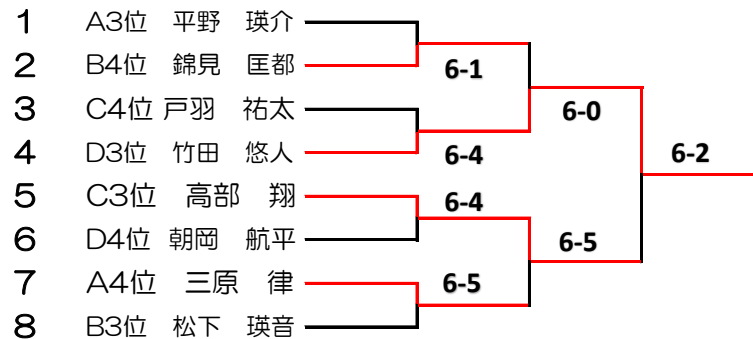 1 A3位 平野 瑛介
2 B4位 錦見 匡都
6-1
3 C4位 戸羽 祐太
6-0
4 D3位 竹田 悠人
6-4
6-2
5 C3位 高部 翔
6-4
6 D4位 朝岡 航平
6-5
7 A4位 三原 律
6-5
8 B3位 松下 瑛音